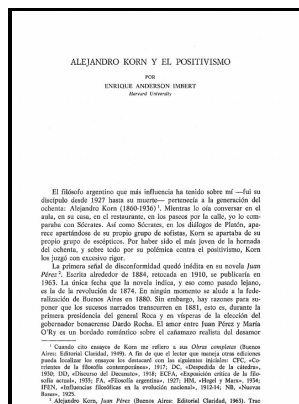 ALEJANDRO KORN Y EL POSITIVISMO
POR
ENRIQUE ANDERSON IMBERT
Harvard University
El filósofo argentino que más influencia ha tenido sobre mí —fui su
discípulo desde 1927 hasta su muerte— pertenecía a la generación del
ochenta: Alejandro Korn (1860-1936)¹. Mientras lo oía conversar en el
aula, en su casa, en el restaurante, en los paseos por la calle, yo lo com-
paraba con Sócrates. Así como Sócrates, en los diálogos de Platón, apa-
rece apartándose de su propio grupo de sofistas, Korn se apartaba de su
propio grupo de escépticos. Por haber sido el más joven de la hornada
del ochenta, y sobre todo por su polémica contra el positivismo, Korn
los juzgó con excesivo rigor.
La primera señal de disconformidad quedó inédita en su novela Juan
Pérez². Escrita alrededor de 1884, retocada en 1910, se publicaría en
1963. La única fecha que la novela indica, y eso como pasado lejano,
es la de la revolución de 1874. En ningún momento se alude a la fede-
ralización de Buenos Aires en 1880. Sin embargo, hay razones para su-
poner que los sucesos narrados transcurren en 1881, esto es, durante la
primera presidencia del general Roca y en vísperas de la elección del
gobernador bonaerense Dardo Rocha. El amor entre Juan Pérez y María
O'Ry es un bordado romántico sobre el cañamazo realista del desamor
¹ Cuando cito ensayos de Korn me refiero a sus Obras completas (Buenos
Aires: Editorial Claridad, 1949). A fin de que el lector que maneja otras ediciones
pueda localizar los ensayos los destacaré con las siguientes iniciales: CFC, «Co-
rrientes de la filosofía contemporánea», 1917; DC, «Despedida de la cátedra»,
1930; DD, «Discurso del Decano», 1918; ECFA, «Exposición crítica de la filo-
sofía actual», 1935; FA, «Filosofía argentina», 1927; HM, «Hegel y Marx», 1934;
IFEN, «Influencias filosóficas en la evolución nacional», 1912-14; NB, «Nuevas
Bases», 1925.
² Alejandro Korn, Juan Pérez (Buenos Aires: Editorial Claridad, 1963).